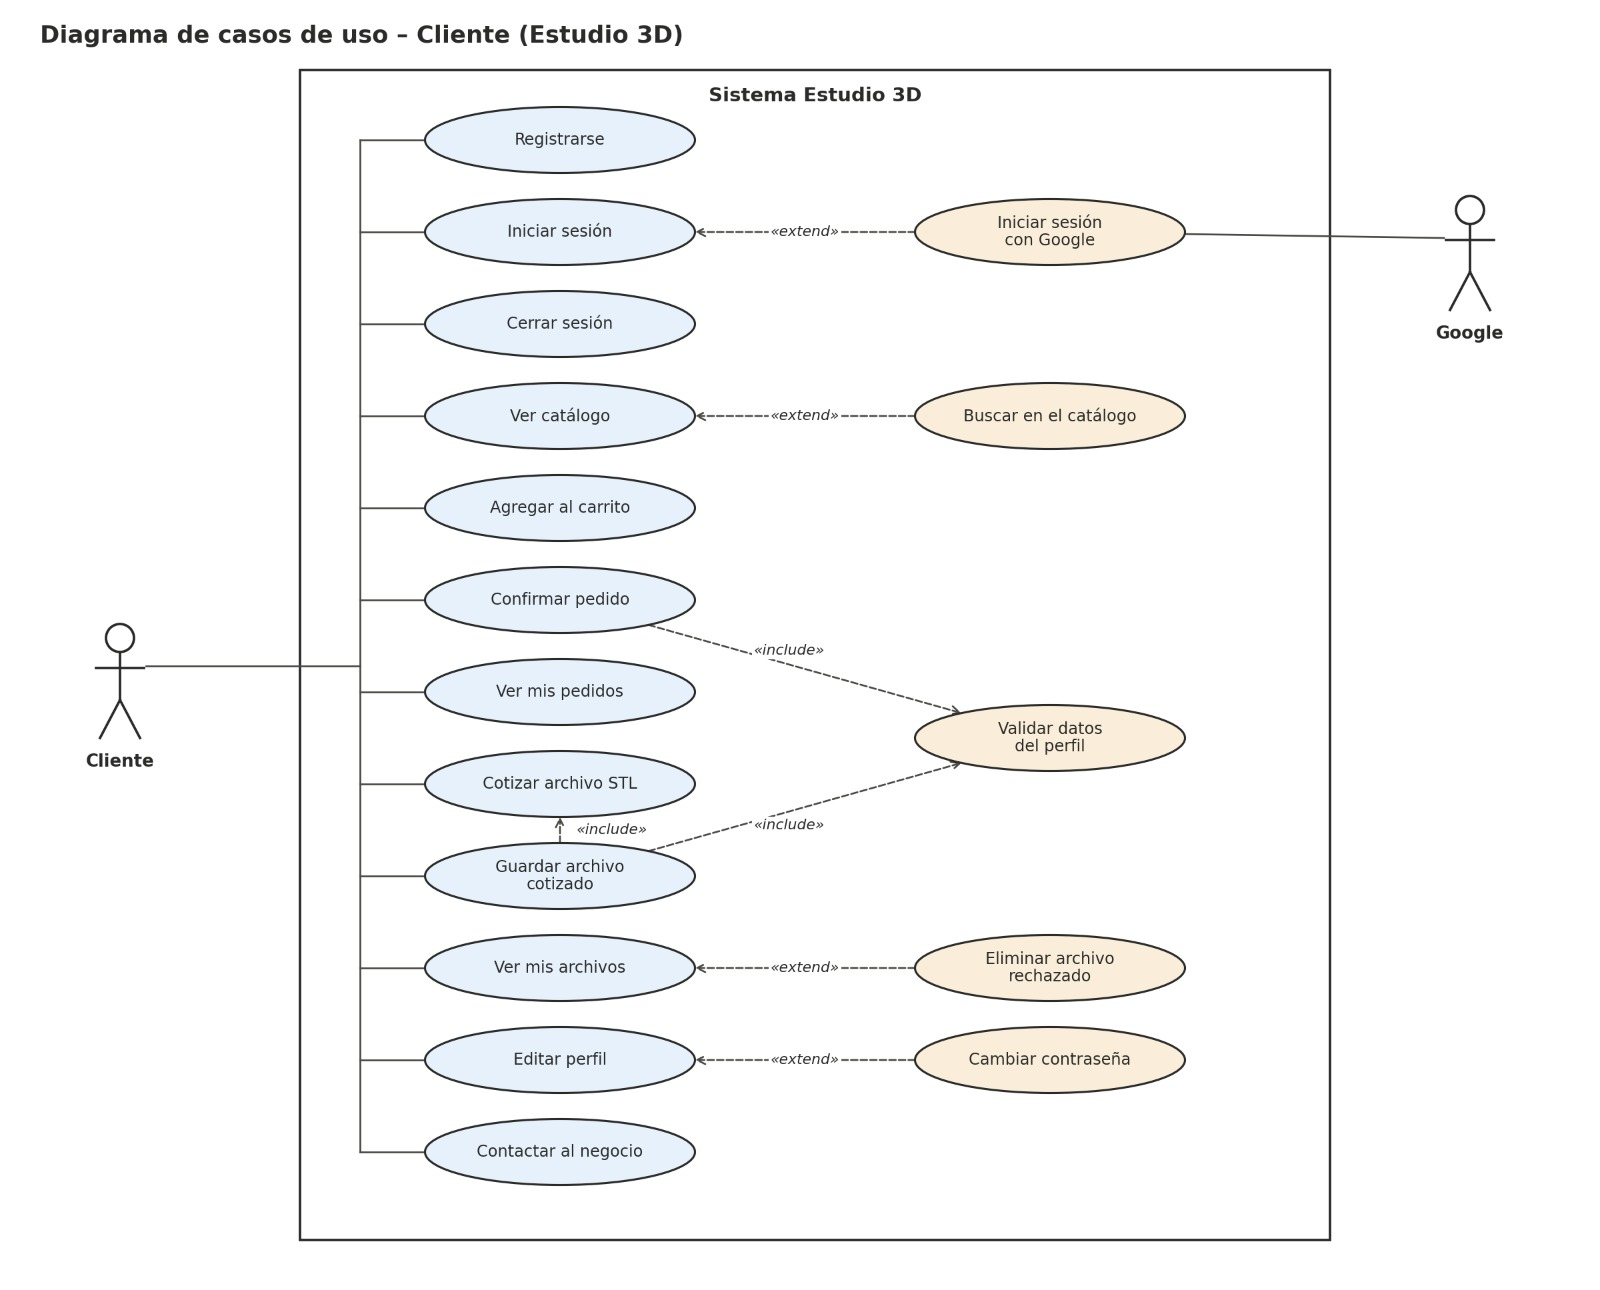 Diagrama de casos de uso – Cliente (Estudio 3D)
Sistema Estudio 3D
Registrarse
Iniciar sesión
«extend»
Iniciar sesión
con Google
Google
Cerrar sesión
Ver catálogo
«extend»
Buscar en el catálogo
Agregar al carrito
Confirmar pedido
«include»
Ver mis pedidos
Validar datos
del perfil
Cliente
Cotizar archivo STL
«include»
«include»
Guardar archivo
cotizado
Ver mis archivos
«extend»
Eliminar archivo
rechazado
Editar perfil
«extend»
Cambiar contraseña
Contactar al negocio